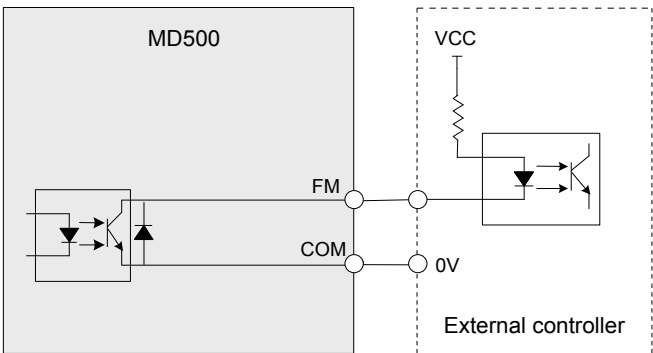 MD500
VCC
FM
COM
0V
External controller